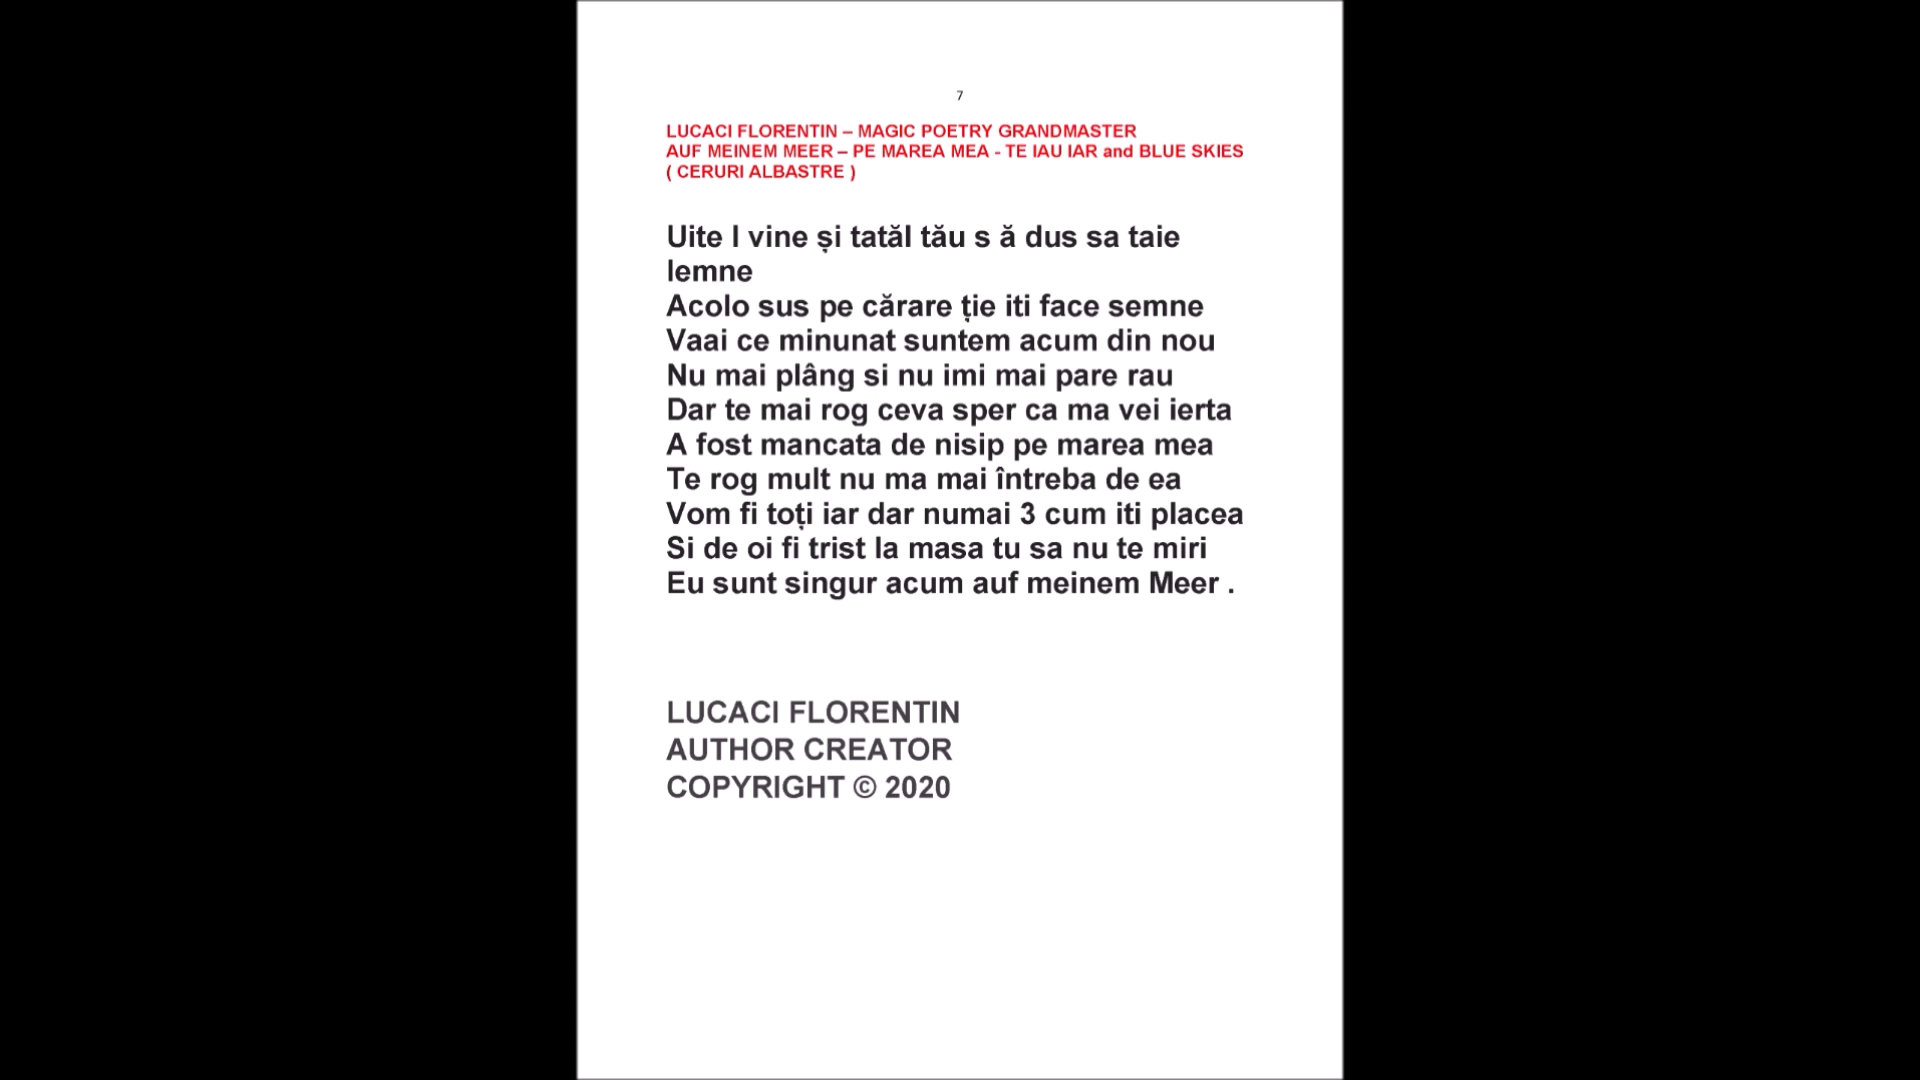 7
LUCACI FLORENTIN – MAGIC POETRY GRANDMASTER
AUF MEINEM MEER – PE MAREA MEA - TE IAU IAR and BLUE SKIES
( CERURI ALBASTRE )
Uite l vine și tatăl tău s ă dus sa taie
lemne
Acolo sus pe cărare ție iti face semne
Vaai ce minunat suntem acum din nou
Nu mai plâng si nu imi mai pare rau
Dar te mai rog ceva sper ca ma vei ierta
A fost mancata de nisip pe marea mea
Te rog mult nu ma mai întreba de ea
Vom fi toți iar dar numai 3 cum iti placea
Si de oi fi trist la masa tu sa nu te miri
Eu sunt singur acum auf meinem Meer .
LUCACI FLORENTIN
AUTHOR CREATOR
COPYRIGHT © 2020